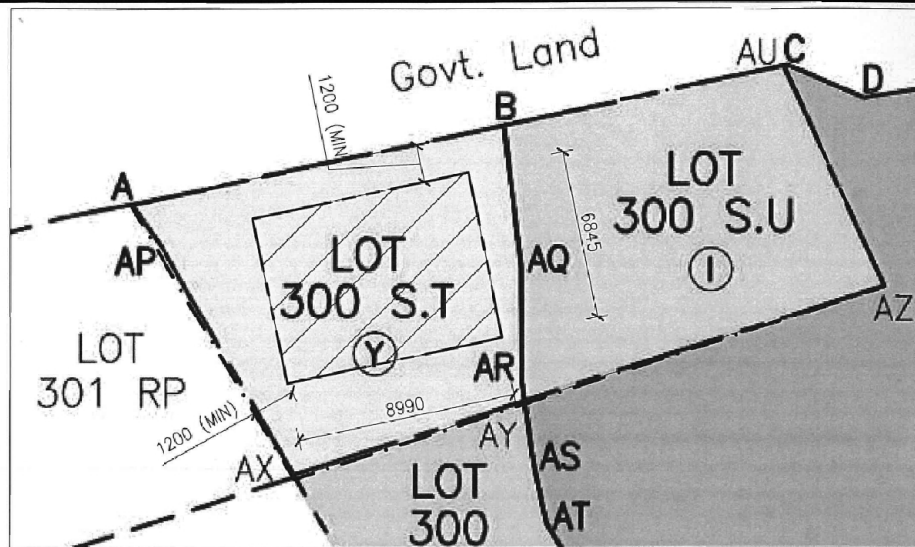 Govt. Land
AU C
D
1200 (MIN
B
A
LOT
300 S.U
I
6845
AP
AQ
LOT
300 S.T
Y
AZ
LOT
301 RP
AR
8990
1200 (MIN)
AY
AX
AS
LOT
300
AT